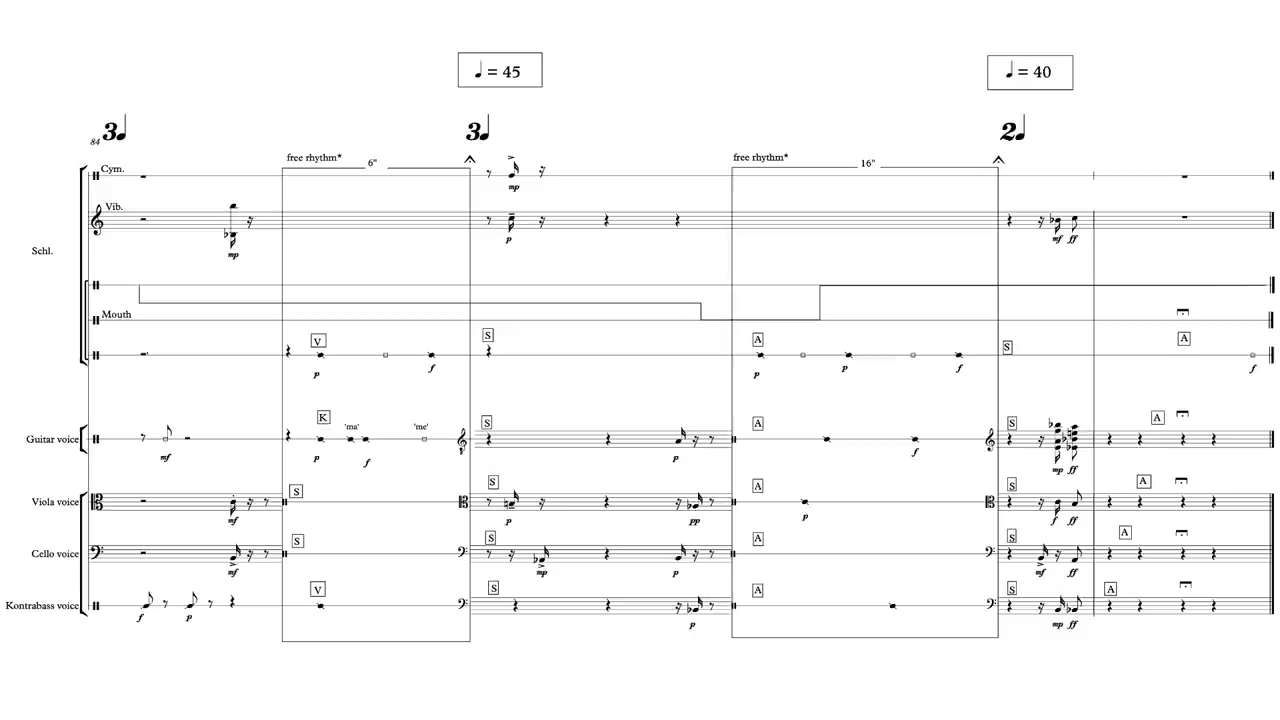 ♩ = 45
♩ = 40
84 3♩
3♩
2♩
free rhythm* 6"
free rhythm* 16"
Cym.
mp
Vib.
mp
p
mf ff
Schl.
Mouth
V
S
A
S
A
p
f
p
p
f
f
K
'ma'
'me'
S
A
S
A
Guitar voice
mf
p
f
p
f
mp ff
S
S
A
S
A
Viola voice
mf
p
pp
p
f ff
S
S
A
S
A
Cello voice
mf
mp
p
mf ff
V
S
A
S
A
Kontrabass voice
f
p
p
mp ff